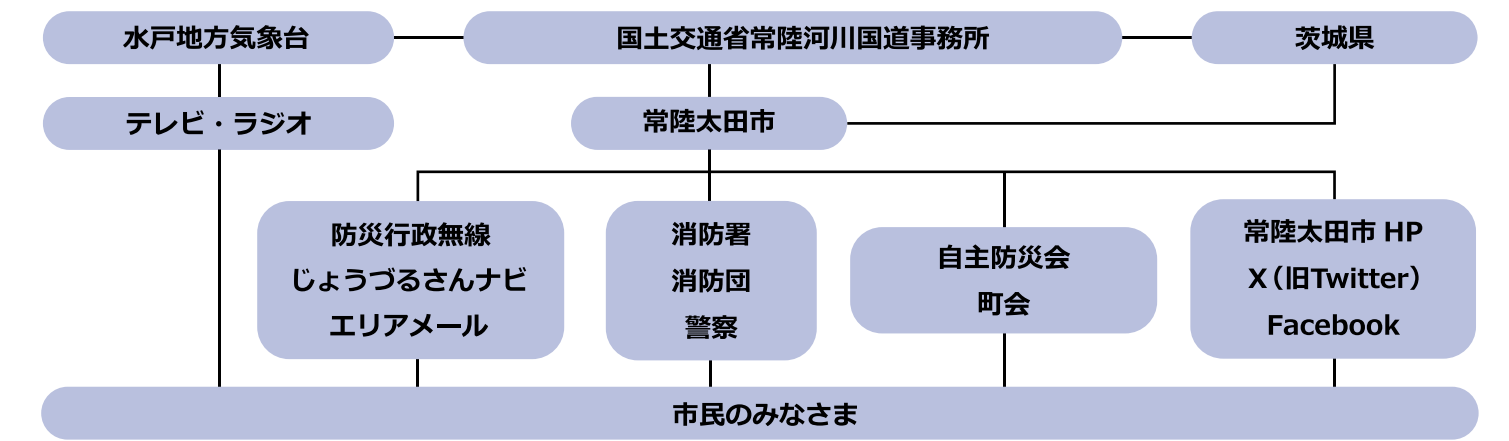 水戸地方気象台
国土交通省常陸河川国道事務所
茨城県
テレビ・ラジオ
常陸太田市
防災行政無線
じょうづるさんナビ
エリアメール
消防署
消防団
警察
自主防災会
町会
常陸太田市 HP
X（旧Twitter）
Facebook
市民のみなさま